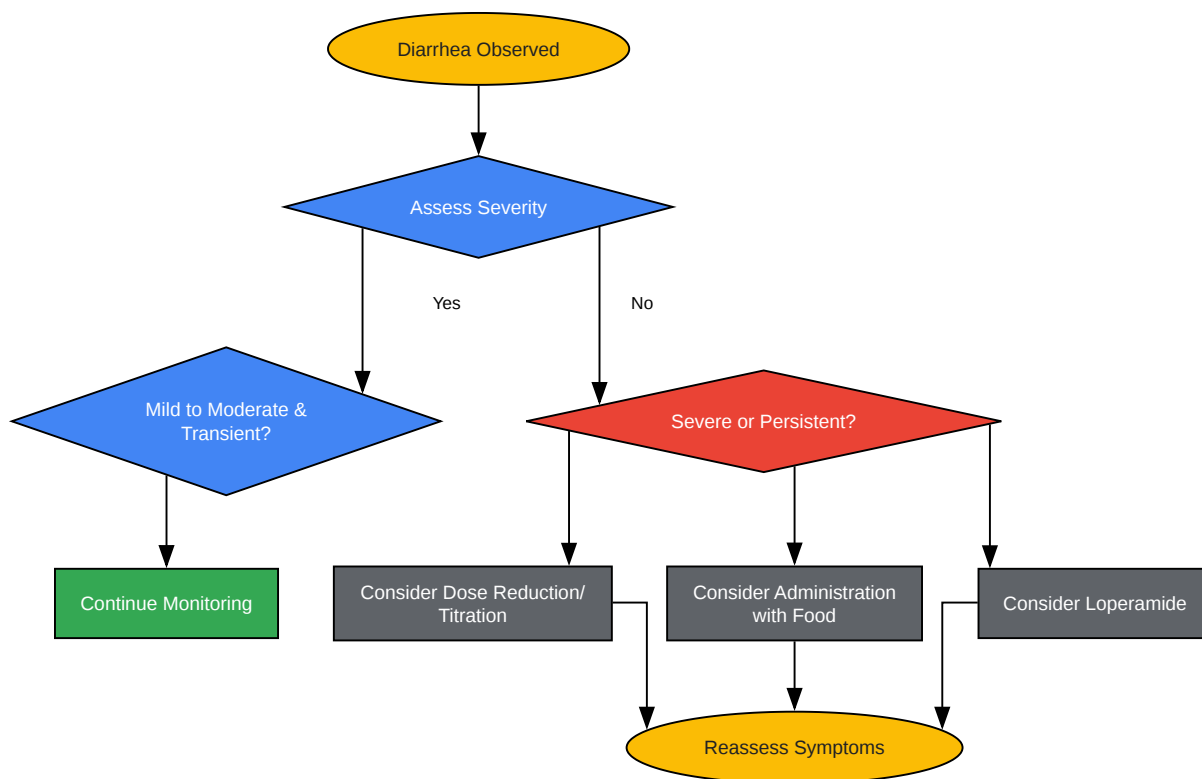 Diarrhea Observed
Assess Severity
Yes
No
Mild to Moderate &
Transient?
Severe or Persistent?
Continue Monitoring
Consider Dose Reduction/
Titration
Consider Administration
with Food
Consider Loperamide
Reassess Symptoms